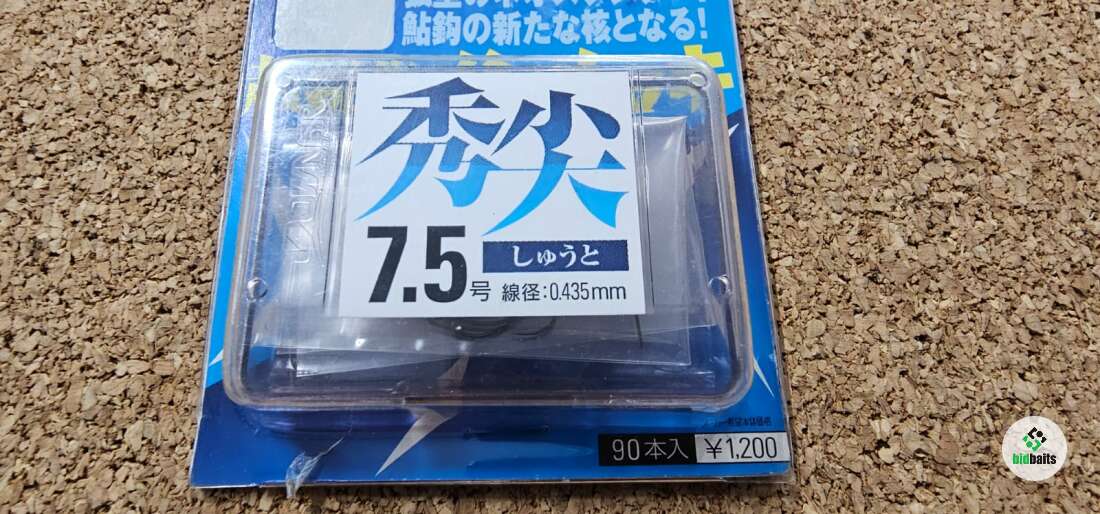 鮎鈎の新たな核となる!
秀尖
7.5号
しゅうと
線径:0.435mm
90本入 ¥1,200
bidbaits